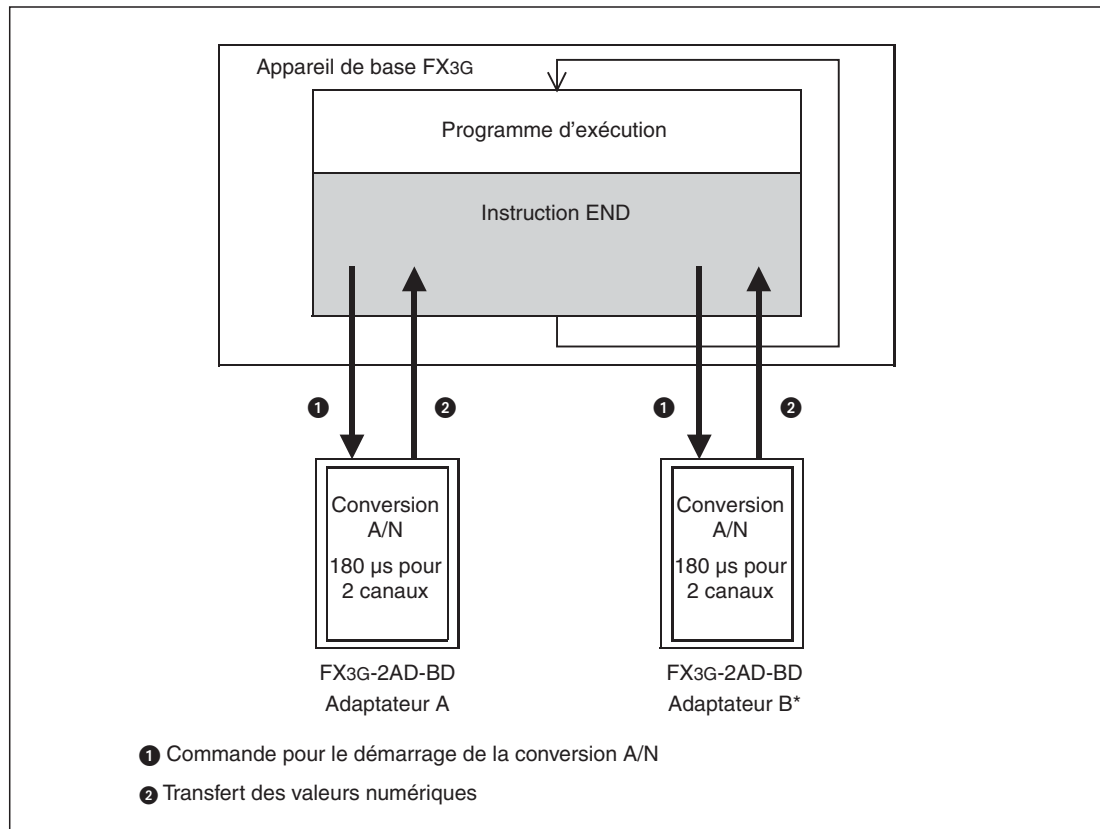 Appareil de base FX3G
Programme d'exécution
Instruction END
❶ ❷ ❶ ❷
Conversion
A/N
180 µs pour
2 canaux
FX3G-2AD-BD
Adaptateur A
Conversion
A/N
180 µs pour
2 canaux
FX3G-2AD-BD
Adaptateur B*
❶ Commande pour le démarrage de la conversion A/N
❷ Transfert des valeurs numériques